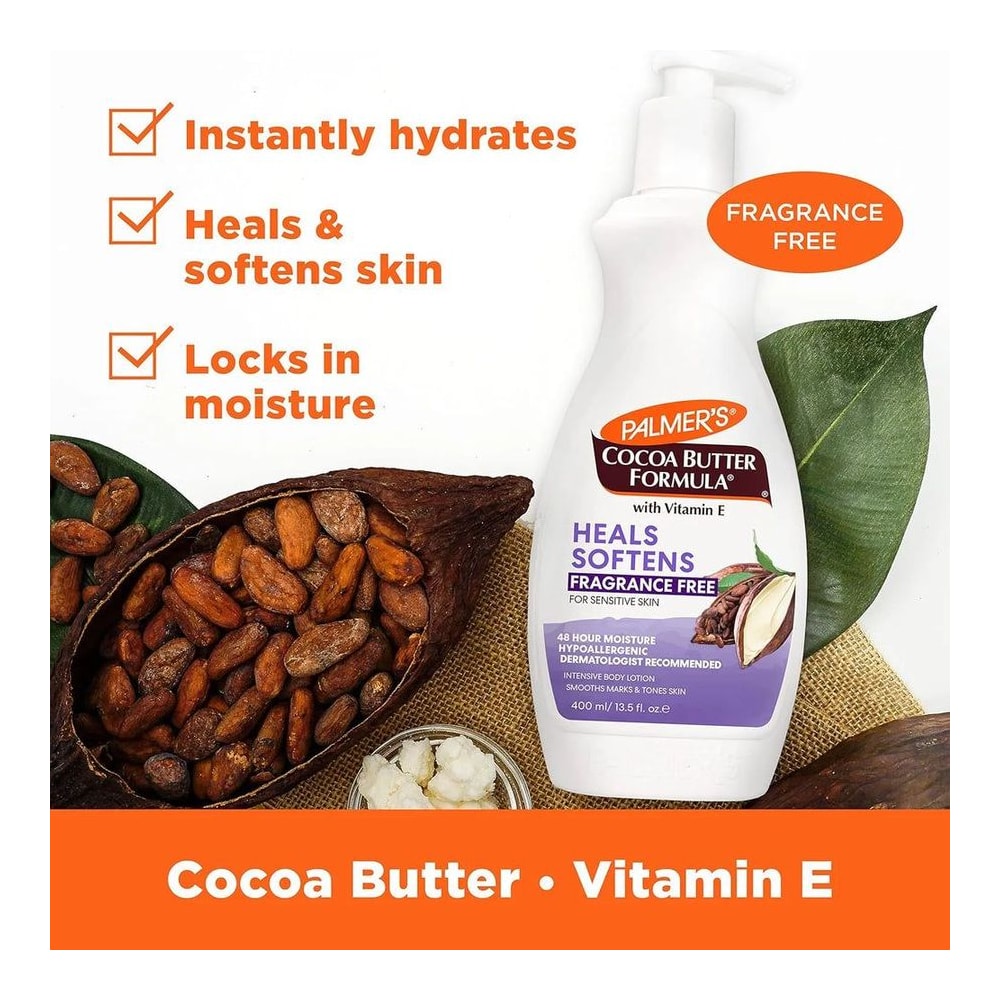 Instantly hydrates
Heals &
softens skin
Locks in
moisture
FRAGRANCE
FREE
PALMER'S®
COCOA BUTTER
FORMULA®
with Vitamin E
HEALS
SOFTENS
FRAGRANCE FREE
FOR SENSITIVE SKIN
48 HOUR MOISTURE
HYPOALLERGENIC
DERMATOLOGIST RECOMMENDED
INTENSIVE BODY LOTION
SMOOTHS MARKS & TONES SKIN
400 ml/ 13.5 fl. oz.e
Cocoa Butter • Vitamin E